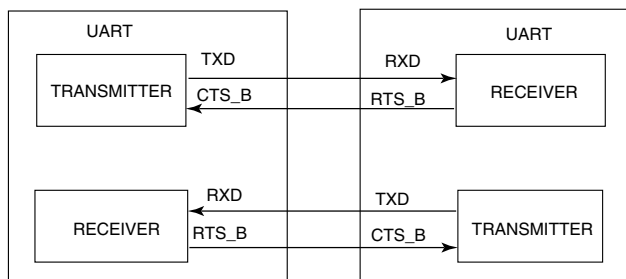 UART UART
TXD RXD
TRANSMITTER RECEIVER
CTS_B RTS_B
RXD TXD
RECEIVER TRANSMITTER
RTS_B CTS_B